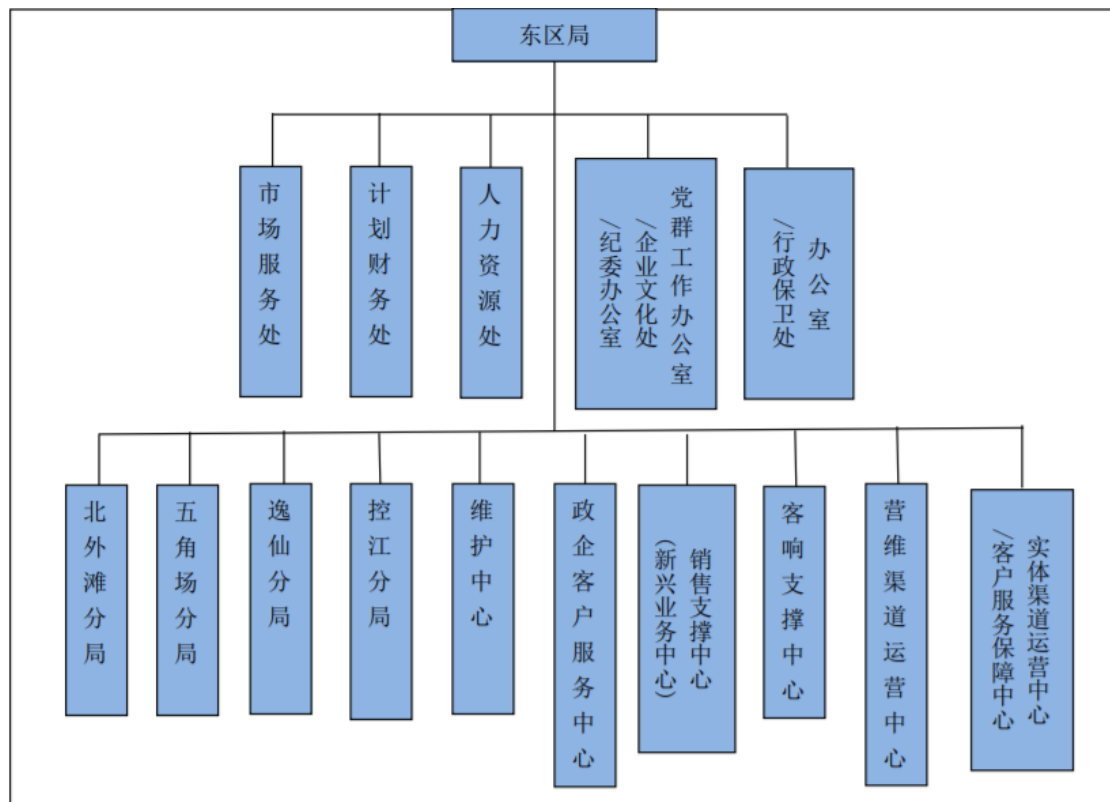 东区局
市场服务处
计划财务处
人力资源处
党群工作办公室
/企业文化处
/纪委办公室
办公室
/行政保卫处
北外滩分局
五角场分局
逸仙分局
控江分局
维护中心
政企客户服务中心
销售支撑中心
(新兴业务中心)
客响支撑中心
营维渠道运营中心
实体渠道运营中心
/客户服务保障中心